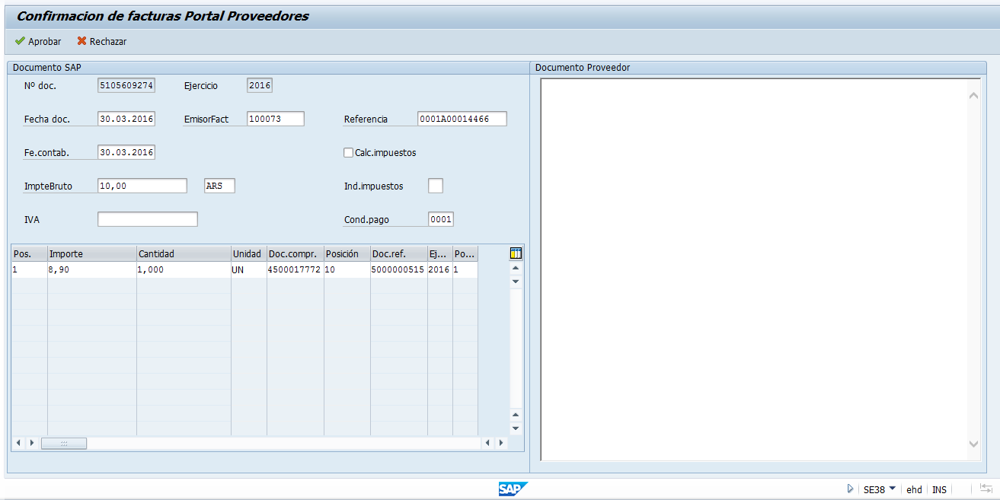 Confirmacion de facturas Portal Proveedores
Aprobar Rechazar
Documento SAP Documento Proveedor
Nº doc. 5105609274 Ejercicio 2016
Fecha doc. 30.03.2016 EmisorFact 100073 Referencia 0001A00014466
Fe.contab. 30.03.2016 Calc.impuestos
ImpteBruto 10,00 ARS Ind.impuestos
IVA Cond.pago 0001
Pos. Importe Cantidad Unidad Doc.compr. Posición Doc.ref. Ej... Po...
1 8,90 1,000 UN 4500017772 10 5000000515 2016 1
SAP SE38 ehd INS